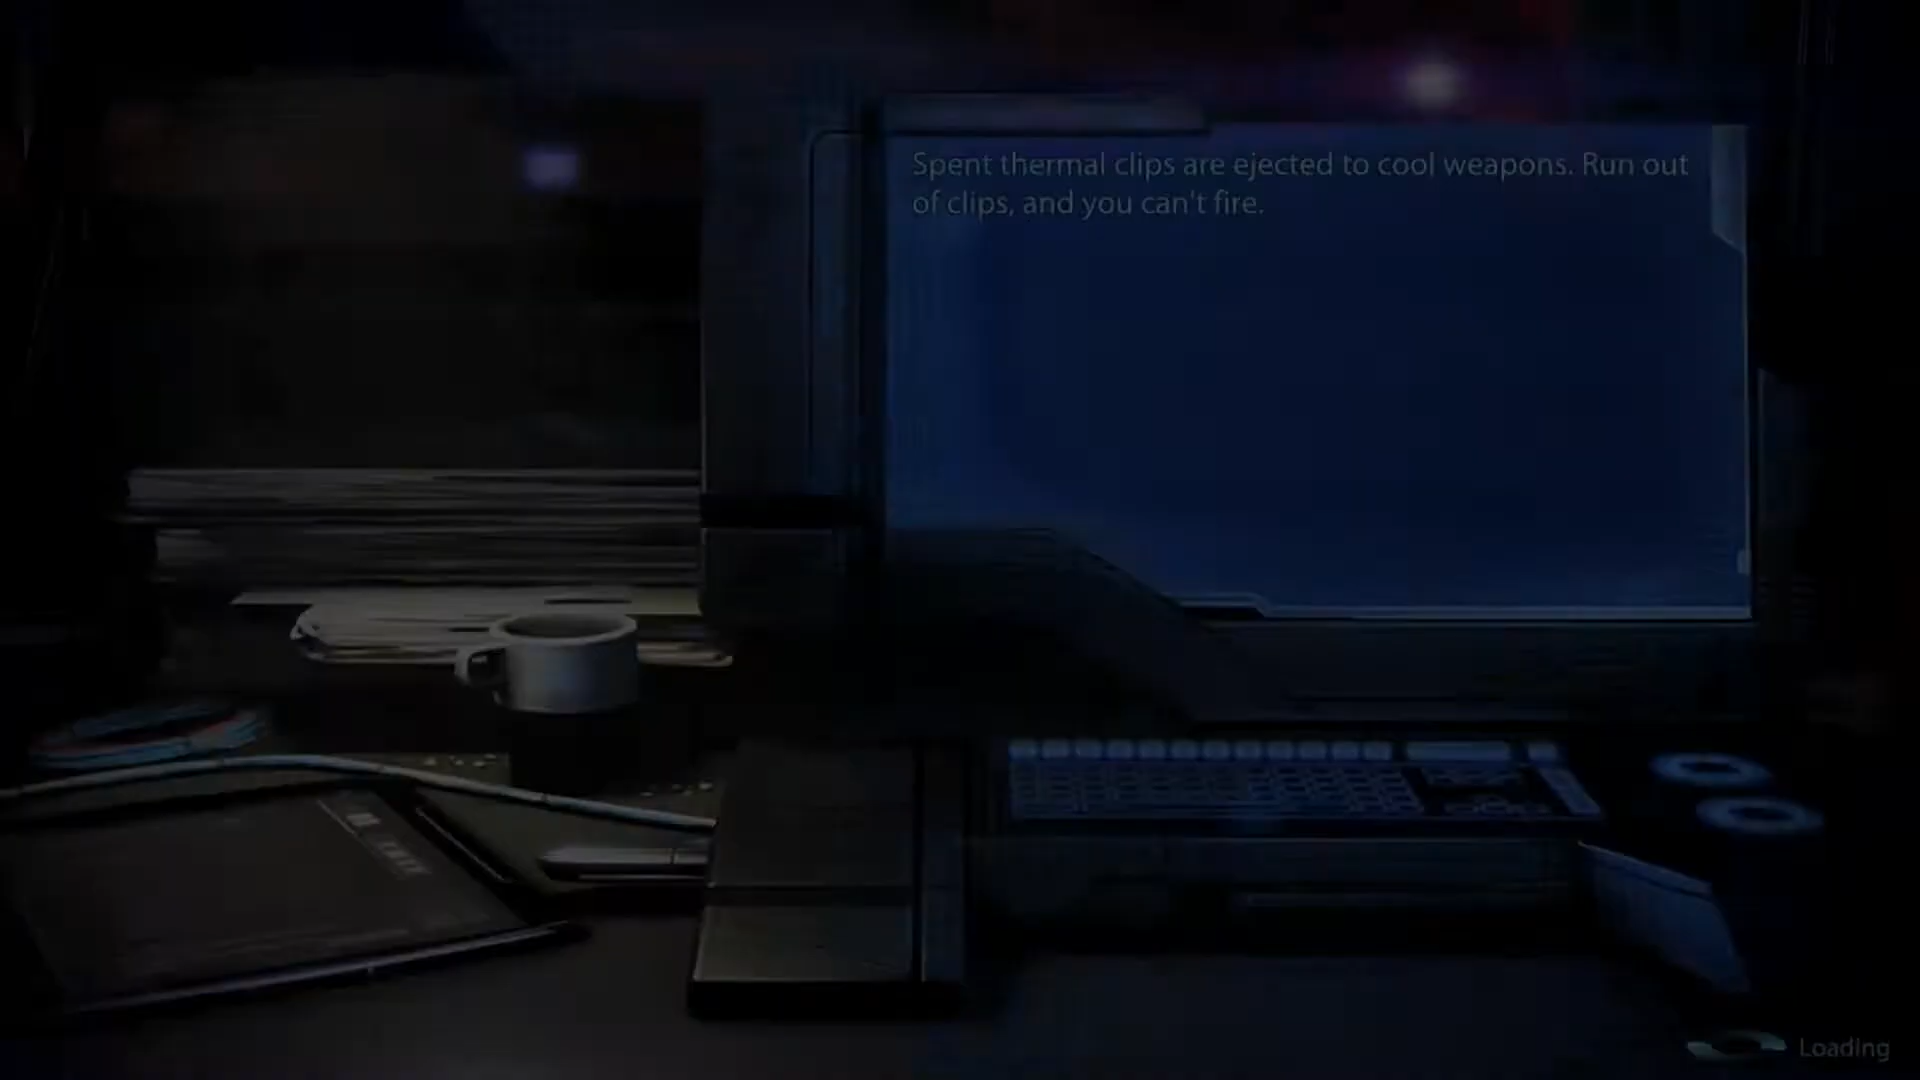 Spent thermal clips are ejected to cool weapons. Run out
of clips, and you can't fire.
Loading